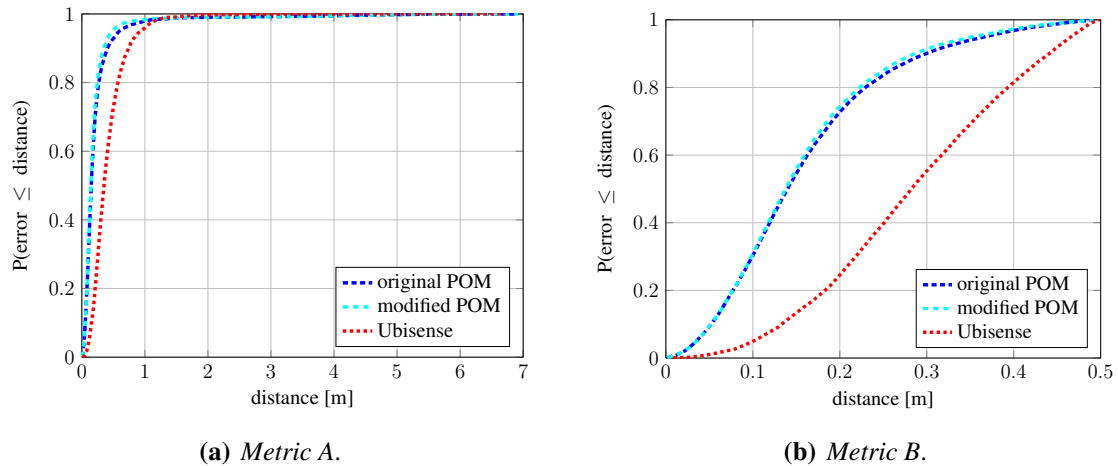 1
0.8
0.6
0.4
0.2
0
P(error ≤ distance)
0 1 2 3 4 5 6 7
distance [m]
original POM
modified POM
Ubisense
(a) Metric A.
1
0.8
0.6
0.4
0.2
0
P(error ≤ distance)
0 0.1 0.2 0.3 0.4 0.5
distance [m]
original POM
modified POM
Ubisense
(b) Metric B.